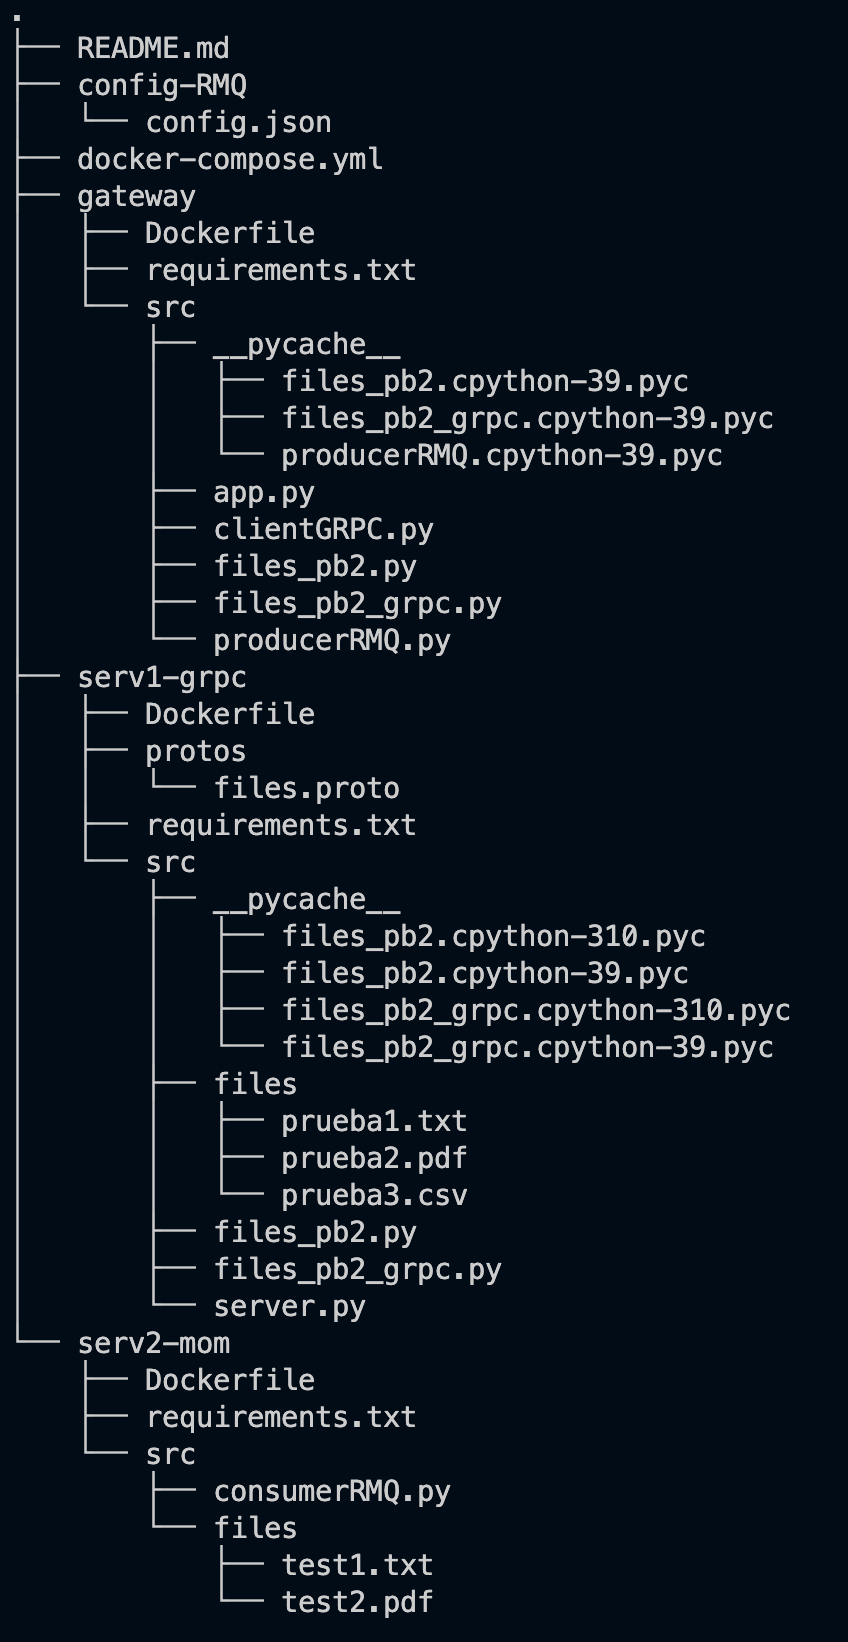 .
├── README.md
├── config-RMQ
│   └── config.json
├── docker-compose.yml
├── gateway
│   ├── Dockerfile
│   ├── requirements.txt
│   └── src
│       ├── __pycache__
│       │   ├── files_pb2.cpython-39.pyc
│       │   ├── files_pb2_grpc.cpython-39.pyc
│       │   └── producerRMQ.cpython-39.pyc
│       ├── app.py
│       ├── clientGRPC.py
│       ├── files_pb2.py
│       ├── files_pb2_grpc.py
│       └── producerRMQ.py
├── serv1-grpc
│   ├── Dockerfile
│   ├── protos
│   │   └── files.proto
│   ├── requirements.txt
│   └── src
│       ├── __pycache__
│       │   ├── files_pb2.cpython-310.pyc
│       │   ├── files_pb2.cpython-39.pyc
│       │   ├── files_pb2_grpc.cpython-310.pyc
│       │   └── files_pb2_grpc.cpython-39.pyc
│       ├── files
│       │   ├── prueba1.txt
│       │   ├── prueba2.pdf
│       │   └── prueba3.csv
│       ├── files_pb2.py
│       ├── files_pb2_grpc.py
│       └── server.py
└── serv2-mom
    ├── Dockerfile
    ├── requirements.txt
    └── src
        ├── consumerRMQ.py
        └── files
            ├── test1.txt
            └── test2.pdf